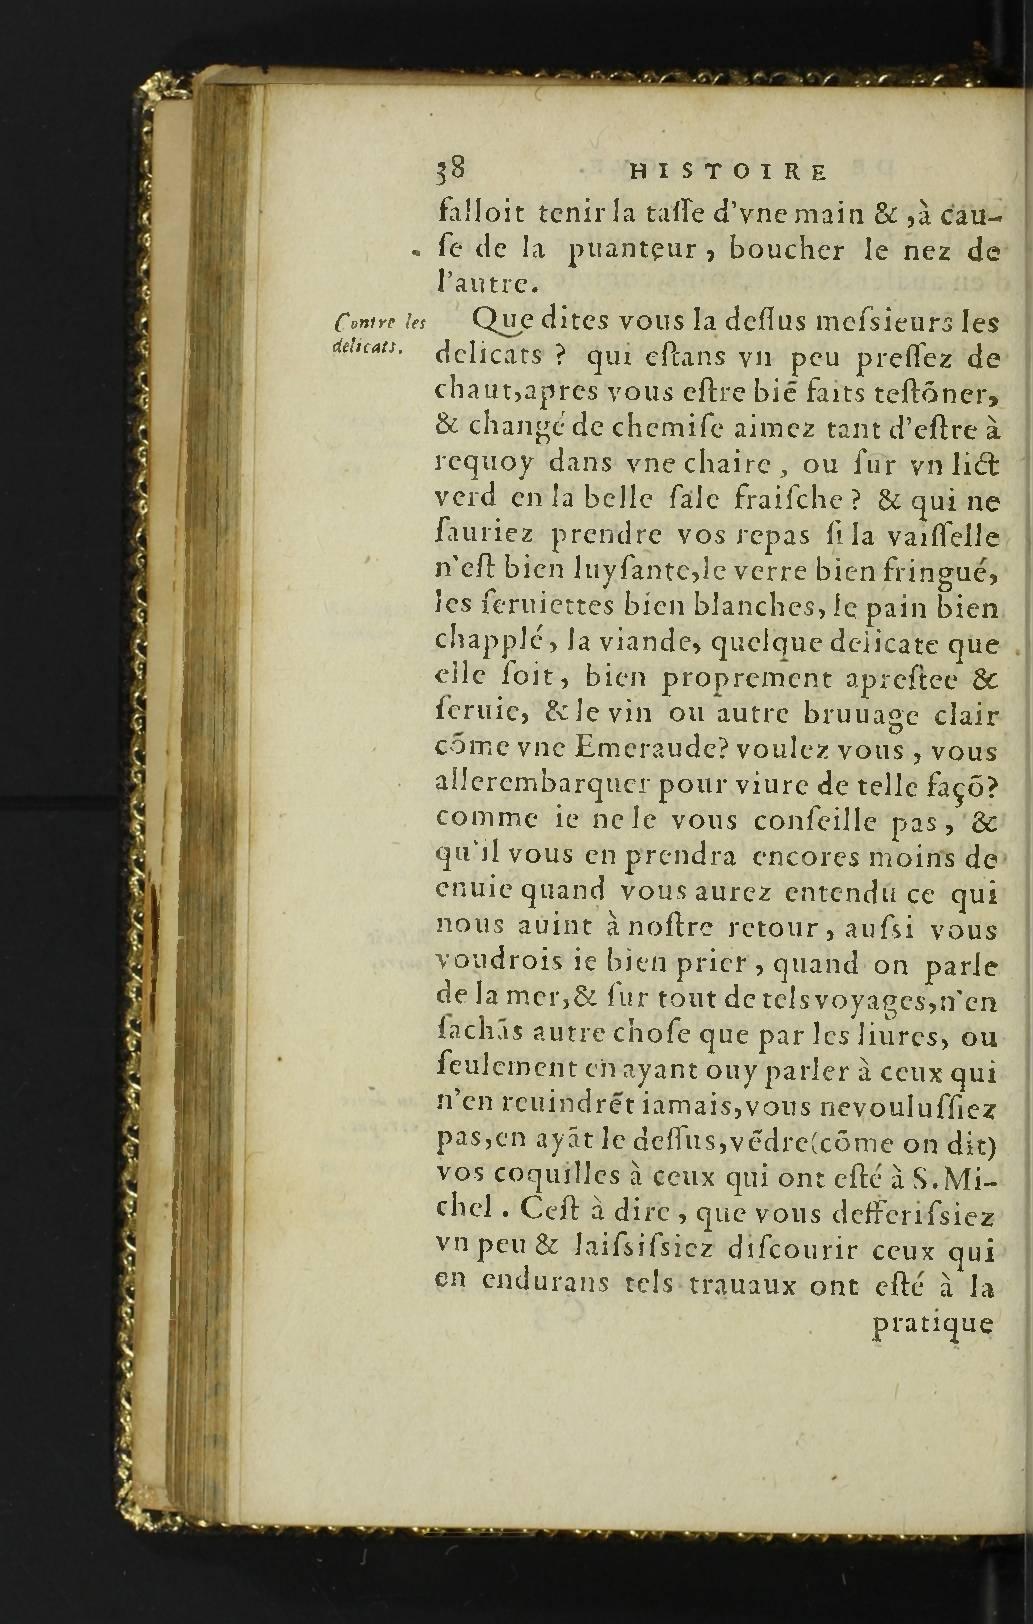 38 HISTOIRE
falloit tenir la taſſe d'vne main & ,à cau-
ſe de la puanteur , boucher le nez de
l'autre.
Contre les
delicats.
Que dites vous la deſſus meſsieurs les
delicats ? qui eſtans vn peu preſſez de
chaut,apres vous eſtre biẽ faits teſtõner,
& changé de chemiſe aimez tant d'eſtre à
requoy dans vne chaire , ou ſur vn lict
verd en la belle ſale fraiſche ? & qui ne
ſauriez prendre vos repas ſi la vaiſſelle
n'eſt bien luyſante,le verre bien fringué,
les ſeruiettes bien blanches, le pain bien
chapplé, la viande, quelque delicate que
elle ſoit, bien proprement apreſtee &
ſeruie, & le vin ou autre bruuage clair
cõme vne Emeraude? voulez vous , vous
allerembarquer pour viure de telle façõ?
comme ie ne le vous conſeille pas, &
qu'il vous en prendra encores moins de
enuie quand vous aurez entendu ce qui
nous auint à noſtre retour, auſsi vous
voudrois ie bien prier , quand on parle
de la mer,& ſur tout de tels voyages,n'en
ſachãs autre choſe que par les liures, ou
ſeulement en ayant ouy parler à ceux qui
n'en reuindrẽt iamais,vous nevouluſſiez
pas,en ayãt le deſſus,vẽdre(cõme on dit)
vos coquilles à ceux qui ont eſté à S.Mi-
chel . Ceſt à dire , que vous defferiſsiez
vn peu & laiſsiſsiez diſcourir ceux qui
en endurans tels trauaux ont eſté à la
pratique